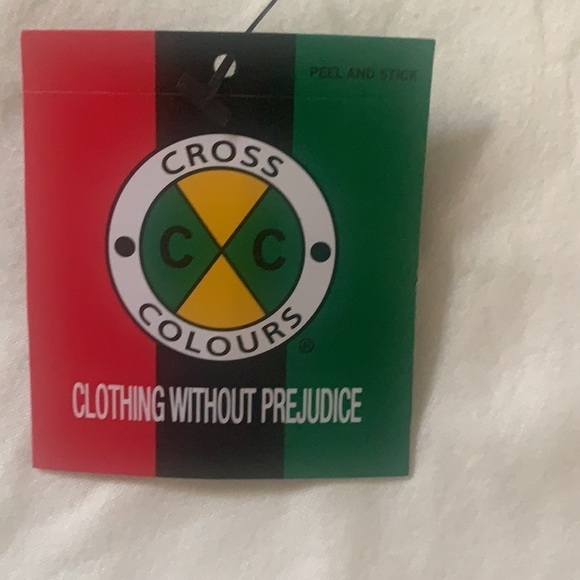 PEEL AND STICK
CROSS
C C
COLOURS
®
CLOTHING WITHOUT PREJUDICE